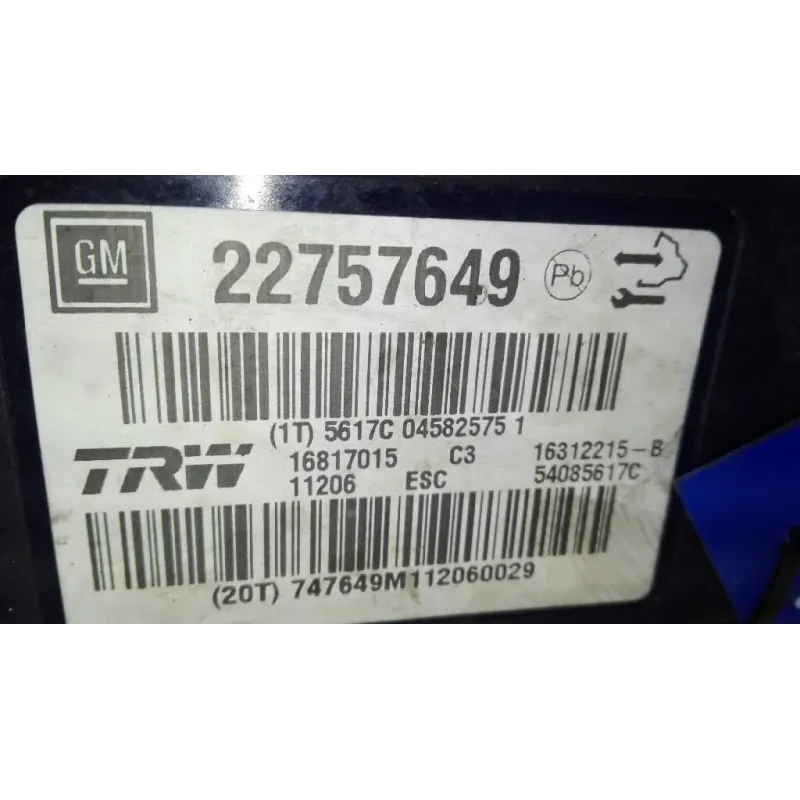 GM 22757649 Pb
(1T) 5617C 04582575 1
TRW 16817015 C3 16312215-B
11206 ESC 54085617C
(20T) 747649M112060029